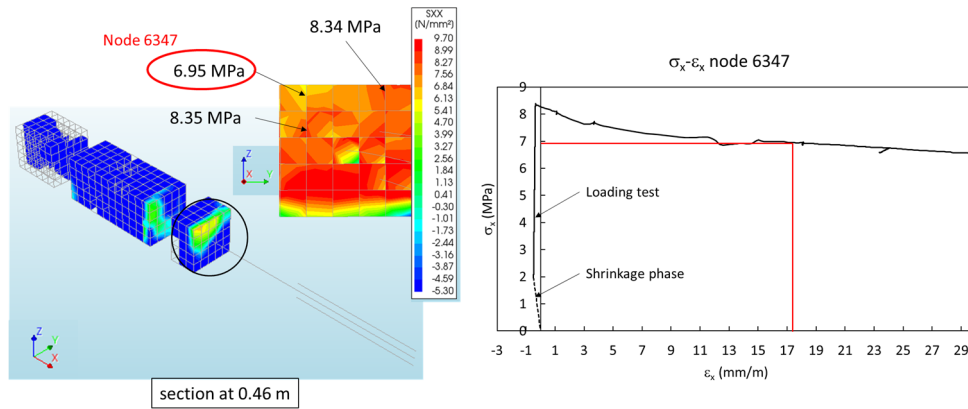 Node 6347
6.95 MPa
8.34 MPa
8.35 MPa
SXX
(N/mm²)
9.70
8.99
8.27
7.56
6.84
6.13
5.41
4.70
3.99
3.27
2.56
1.84
1.13
0.41
-0.30
-1.02
-1.73
-2.44
-3.16
-3.87
-4.59
-5.30
Z
X
Y
Z
Y
X
section at 0.46 m
σx-εx node 6347
9
8
7
6
5
4
3
2
1
0
σx (MPa)
Loading test
Shrinkage phase
-3 -1 1 3 5 7 9 11 13 15 17 19 21 23 25 27 29
εx (mm/m)